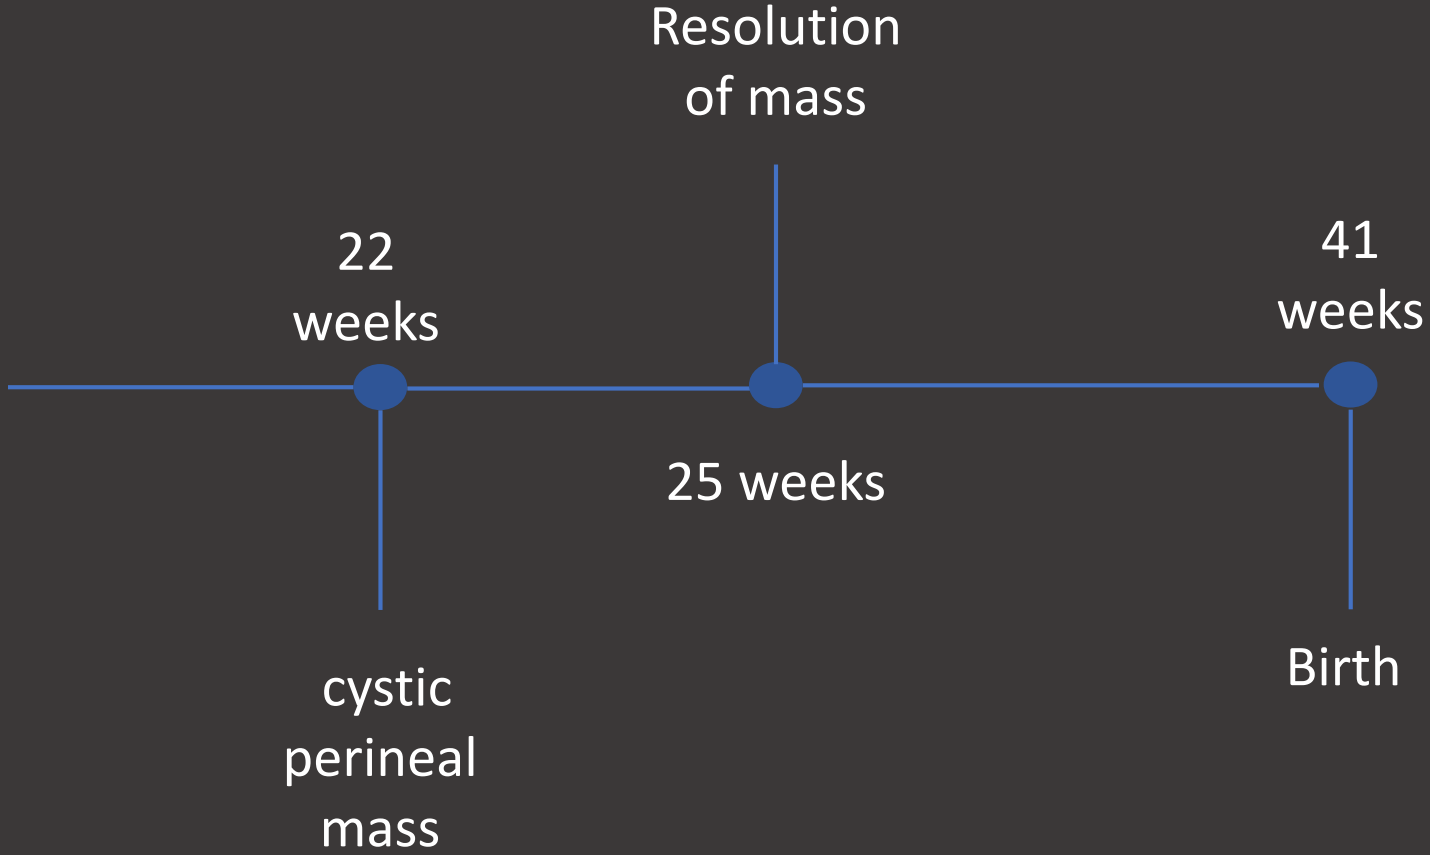 Resolution
of mass
22
weeks
41
weeks
25 weeks
cystic
perineal
mass
Birth